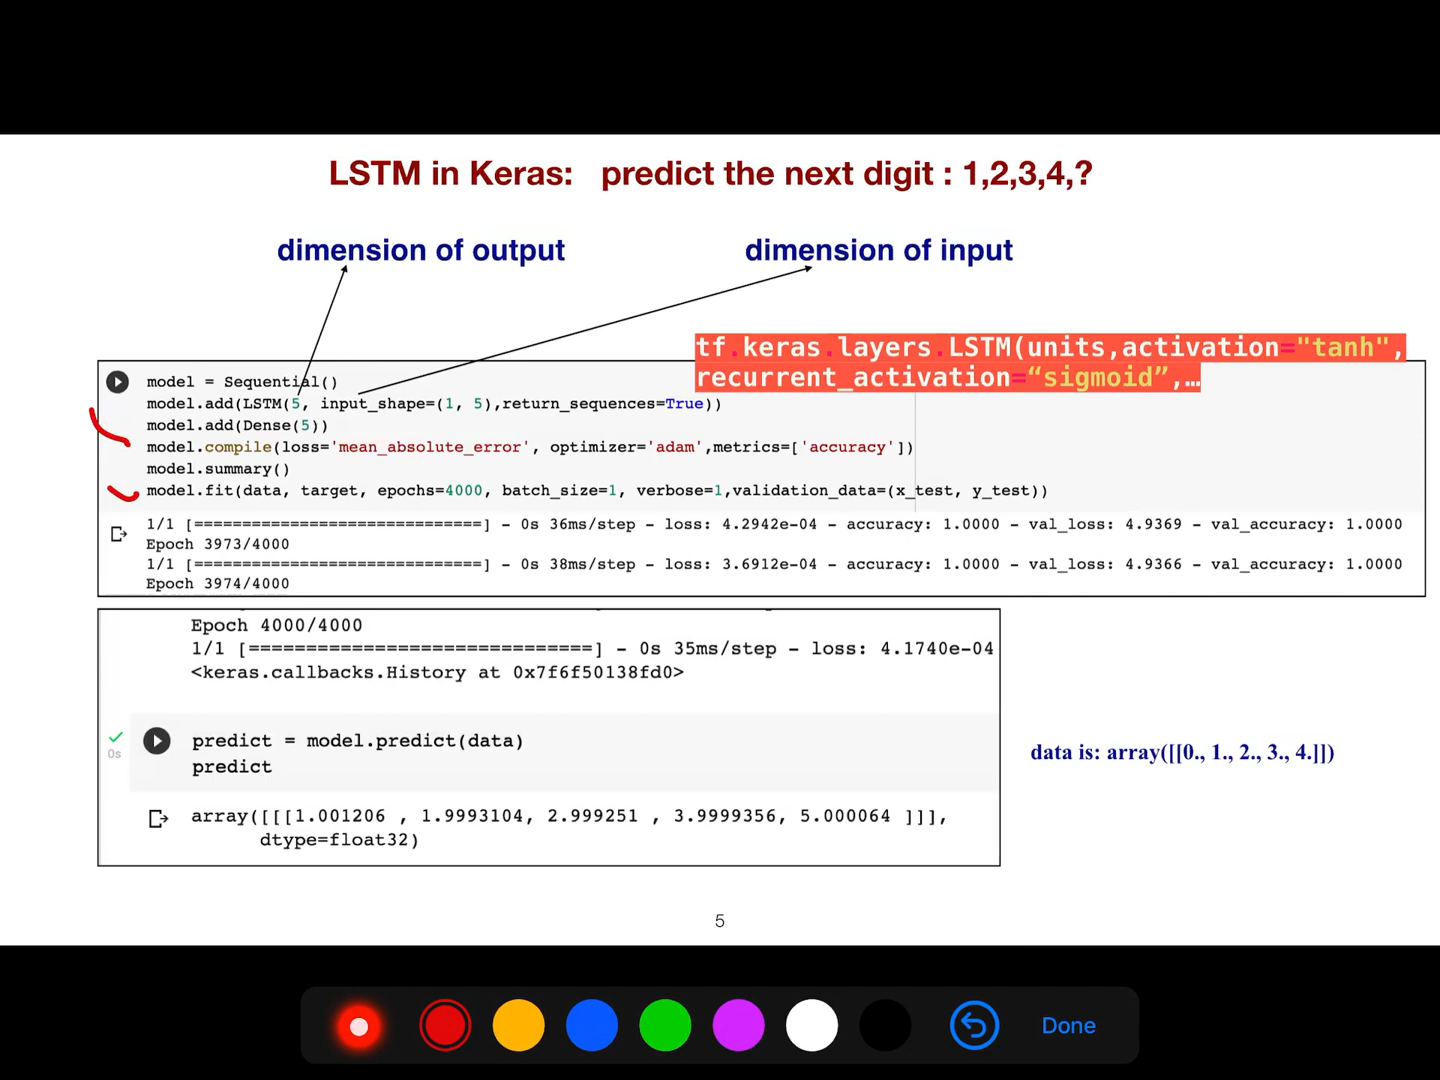 LSTM in Keras: predict the next digit : 1,2,3,4,?
dimension of output
dimension of input
tf.keras.layers.LSTM(units,activation="tanh",
recurrent_activation=“sigmoid”,…
model = Sequential()
model.add(LSTM(5, input_shape=(1, 5),return_sequences=True))
model.add(Dense(5))
model.compile(loss='mean_absolute_error', optimizer='adam',metrics=['accuracy'])
model.summary()
model.fit(data, target, epochs=4000, batch_size=1, verbose=1,validation_data=(x_test, y_test))
1/1 [==============================] - 0s 36ms/step - loss: 4.2942e-04 - accuracy: 1.0000 - val_loss: 4.9369 - val_accuracy: 1.0000
Epoch 3973/4000
1/1 [==============================] - 0s 38ms/step - loss: 3.6912e-04 - accuracy: 1.0000 - val_loss: 4.9366 - val_accuracy: 1.0000
Epoch 3974/4000
Epoch 4000/4000
1/1 [==============================] - 0s 35ms/step - loss: 4.1740e-04
<keras.callbacks.History at 0x7f6f50138fd0>
0s
predict = model.predict(data)
predict
data is: array([[0., 1., 2., 3., 4.]])
array([[[1.001206 , 1.9993104, 2.999251 , 3.9999356, 5.000064 ]]],
dtype=float32)
5
Done